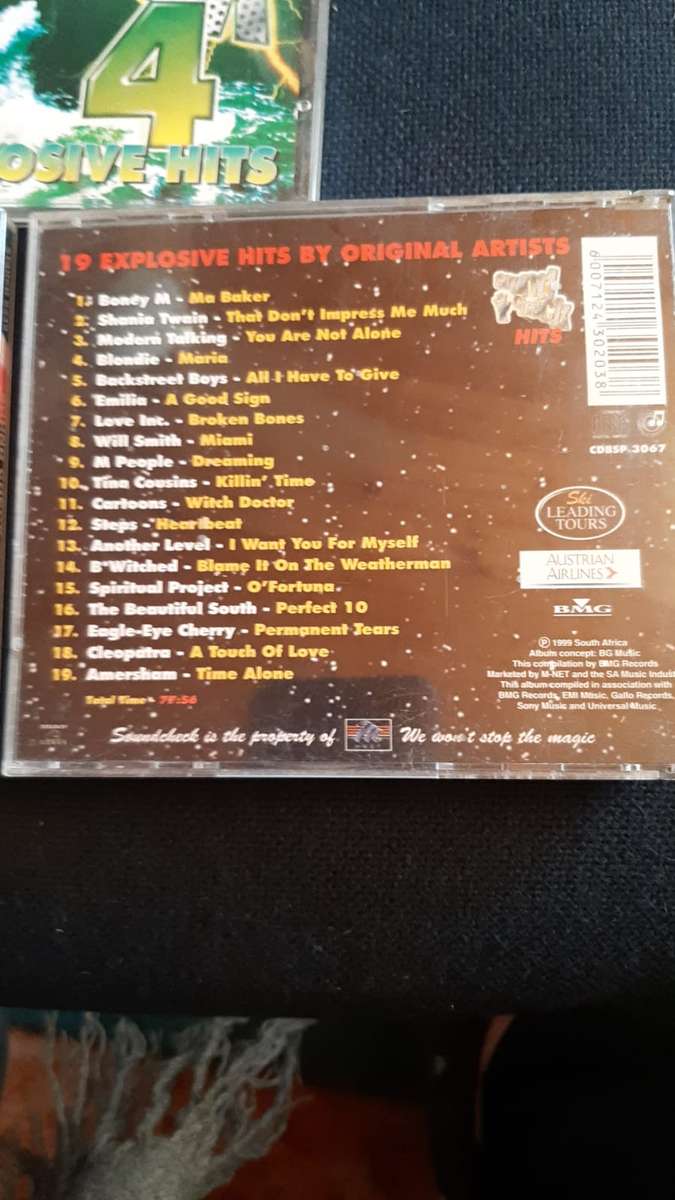 4
OSIVE HITS
19 EXPLOSIVE HITS BY ORIGINAL ARTISTS
1. Boney M - Ma Baker
2. Shania Twain - That Don't Impress Me Much
3. Modern Talking - You Are Not Alone
4. Blondie - Maria
5. Backstreet Boys - All I Have To Give
6. Emilia - A Good Sign
7. Love Inc. - Broken Bones
8. Will Smith - Miami
9. M People - Dreaming
10. Tina Cousins - Killin' Time
11. Cartoons - Witch Doctor
12. Steps - Heartbeat
13. Another Level - I Want You For Myself
14. B*Witched - Blame It On The Weatherman
15. Spiritual Project - O'Fortuna
16. The Beautiful South - Perfect 10
17. Eagle-Eye Cherry - Permanent Tears
18. Cleopatra - A Touch Of Love
19. Amersham - Time Alone
Total Time -
HITS
6007124302038
CDBSP 3067
Ski
LEADING
TOURS
AUSTRIAN
AIRLINES
BMG
℗ 1999 South Africa
Album concept: BG Music
This compilation by BMG Records
Marketed by M-NET and the SA Music Indust
This album compiled in association with
BMG Records, EMI Music, Gallo Records,
Sony Music and Universal Music
Soundcheck is the property of We won't stop the magic